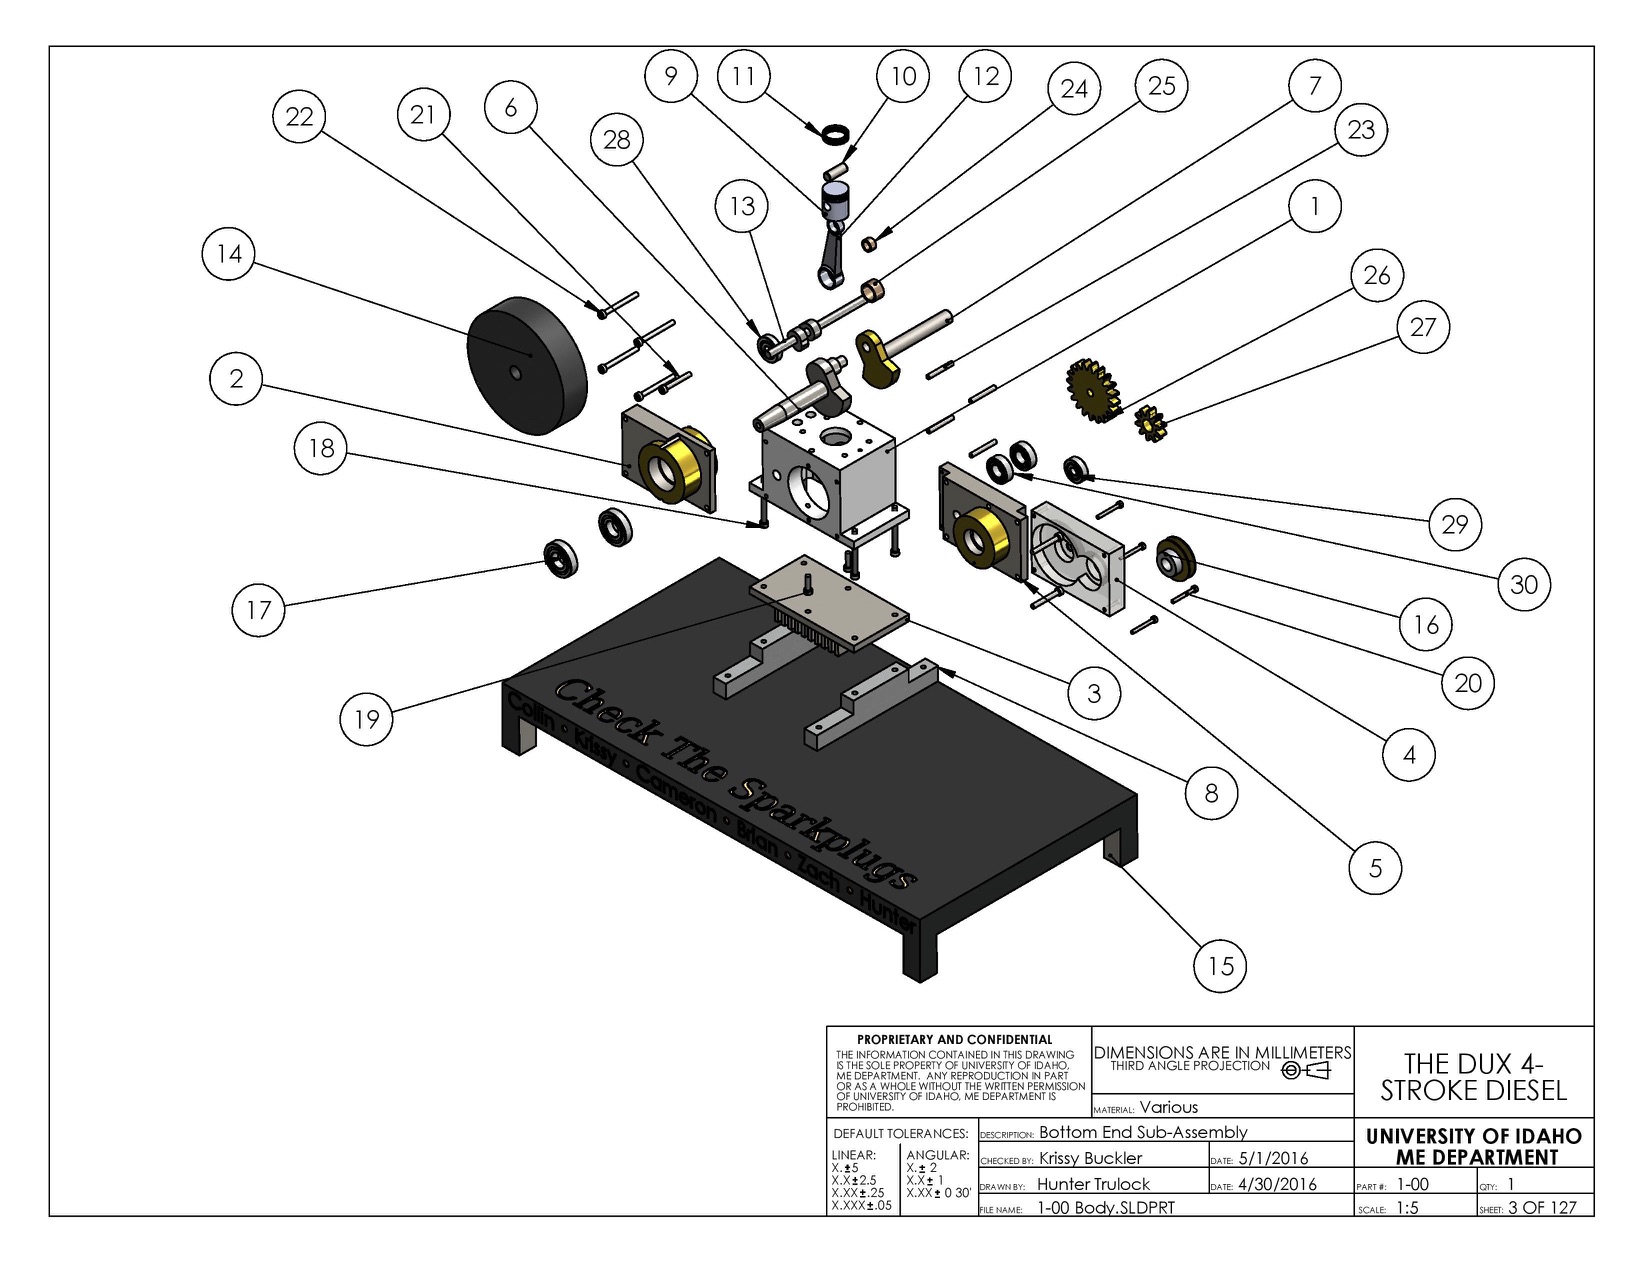 9
11
10
12
24
25
7
6
21
22
28
23
13
1
14
26
27
2
18
29
30
17
16
20
19
3
4
8
5
15
Check The Sparkplugs
Collin • Krissy • Cameron • Brian • Zach • Hunter
PROPRIETARY AND CONFIDENTIAL
THE INFORMATION CONTAINED IN THIS DRAWING
IS THE SOLE PROPERTY OF UNIVERSITY OF IDAHO,
ME DEPARTMENT. ANY REPRODUCTION IN PART
OR AS A WHOLE WITHOUT THE WRITTEN PERMISSION
OF UNIVERSITY OF IDAHO, ME DEPARTMENT IS
PROHIBITED.
DIMENSIONS ARE IN MILLIMETERS
THIRD ANGLE PROJECTION
MATERIAL: Various
THE DUX 4-
STROKE DIESEL
DEFAULT TOLERANCES:
LINEAR:
X.±5
X.X±2.5
X.XX±.25
X.XXX±.05
ANGULAR:
X.± 2
X.X± 1
X.XX± 0 30'
DESCRIPTION: Bottom End Sub-Assembly
CHECKED BY: Krissy Buckler DATE: 5/1/2016
DRAWN BY: Hunter Trulock DATE: 4/30/2016
FILE NAME: 1-00 Body.SLDPRT
UNIVERSITY OF IDAHO
ME DEPARTMENT
PART #: 1-00 QTY: 1
SCALE: 1:5 SHEET: 3 OF 127